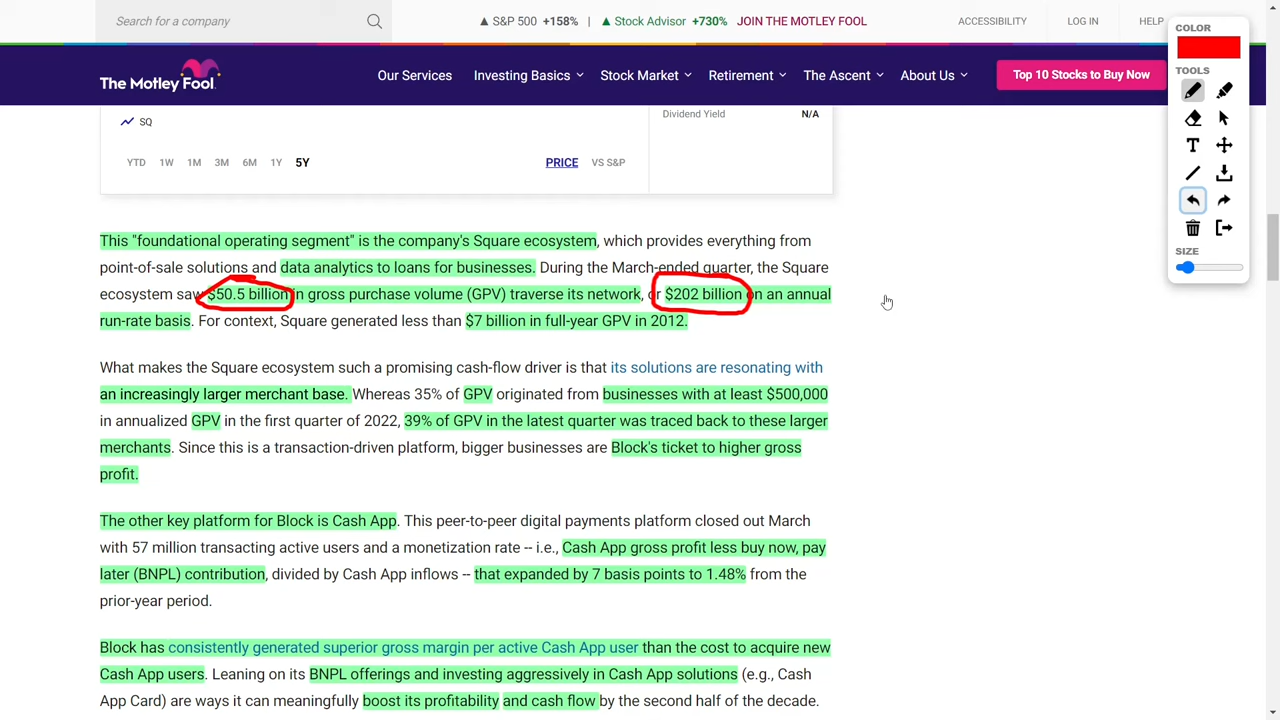 Search for a company
S&P 500 +158% | Stock Advisor +730% JOIN THE MOTLEY FOOL
ACCESSIBILITY LOG IN HELP
The Motley Fool
Our Services Investing Basics Stock Market Retirement The Ascent About Us Top 10 Stocks to Buy Now
COLOR
TOOLS
T
SIZE
SQ
Dividend Yield N/A
YTD 1W 1M 3M 6M 1Y 5Y PRICE VS S&P
This "foundational operating segment" is the company's Square ecosystem, which provides everything from
point-of-sale solutions and data analytics to loans for businesses. During the March-ended quarter, the Square
ecosystem saw $50.5 billion in gross purchase volume (GPV) traverse its network, or $202 billion on an annual
run-rate basis. For context, Square generated less than $7 billion in full-year GPV in 2012.
What makes the Square ecosystem such a promising cash-flow driver is that its solutions are resonating with
an increasingly larger merchant base. Whereas 35% of GPV originated from businesses with at least $500,000
in annualized GPV in the first quarter of 2022, 39% of GPV in the latest quarter was traced back to these larger
merchants. Since this is a transaction-driven platform, bigger businesses are Block's ticket to higher gross
profit.
The other key platform for Block is Cash App. This peer-to-peer digital payments platform closed out March
with 57 million transacting active users and a monetization rate -- i.e., Cash App gross profit less buy now, pay
later (BNPL) contribution, divided by Cash App inflows -- that expanded by 7 basis points to 1.48% from the
prior-year period.
Block has consistently generated superior gross margin per active Cash App user than the cost to acquire new
Cash App users. Leaning on its BNPL offerings and investing aggressively in Cash App solutions (e.g., Cash
App Card) are ways it can meaningfully boost its profitability and cash flow by the second half of the decade.